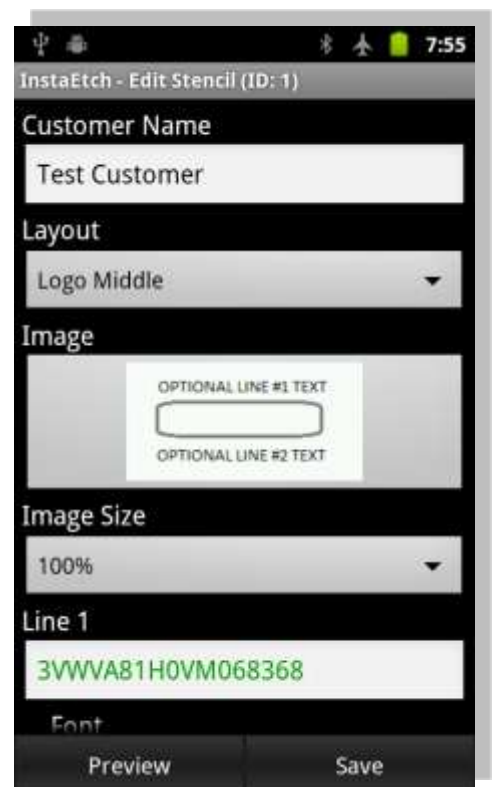 7:55
InstaEtch - Edit Stencil (ID: 1)
Customer Name
Test Customer
Layout
Logo Middle
Image
OPTIONAL LINE #1 TEXT
OPTIONAL LINE #2 TEXT
Image Size
100%
Line 1
3VWVA81H0VM068368
Font
Preview Save